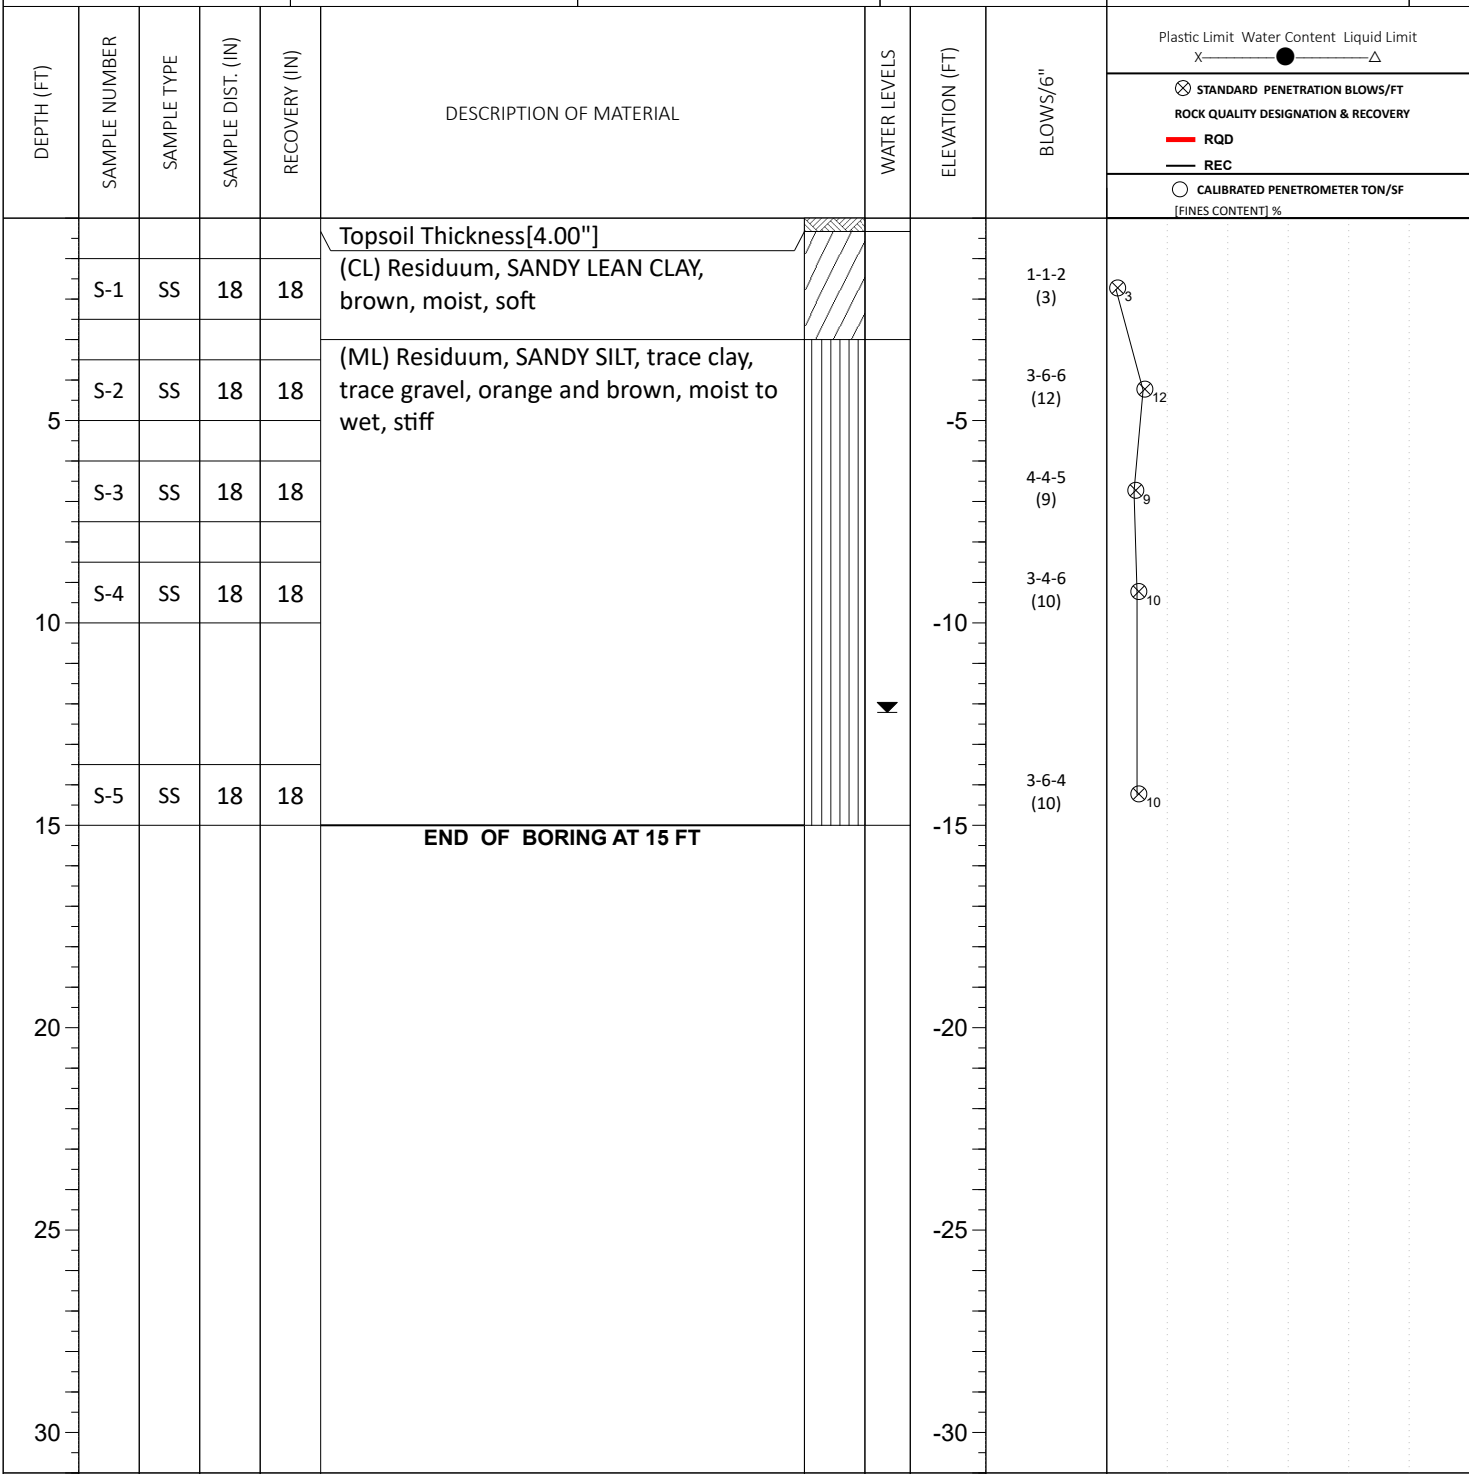 DEPTH (FT)
SAMPLE NUMBER
SAMPLE TYPE
SAMPLE DIST. (IN)
RECOVERY (IN)
DESCRIPTION OF MATERIAL
WATER LEVELS
ELEVATION (FT)
BLOWS/6"
Plastic Limit Water Content Liquid Limit
X
STANDARD PENETRATION BLOWS/FT
ROCK QUALITY DESIGNATION & RECOVERY
RQD
REC
CALIBRATED PENETROMETER TON/SF
[FINES CONTENT] %
Topsoil Thickness[4.00"]
(CL) Residuum, SANDY LEAN CLAY,
brown, moist, soft
S-1 SS 18 18
1-1-2
(3)
3
(ML) Residuum, SANDY SILT, trace clay,
trace gravel, orange and brown, moist to
wet, stiff
S-2 SS 18 18
3-6-6
(12)
12
5
-5
S-3 SS 18 18
4-4-5
(9)
9
S-4 SS 18 18
3-4-6
(10)
10
10
-10
S-5 SS 18 18
3-6-4
(10)
10
15
-15
END OF BORING AT 15 FT
20
-20
25
-25
30
-30